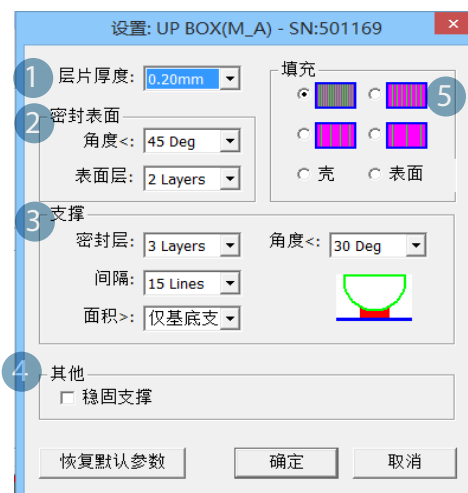 设置: UP BOX(M_A) - SN:501169
×
1 层片厚度: 0.20mm
填充
5
2 密封表面
角度<: 45 Deg
表面层: 2 Layers
壳 表面
3 支撑
密封层: 3 Layers 角度<: 30 Deg
间隔: 15 Lines
面积>: 仅基底支
4 其他
稳固支撑
恢复默认参数 确定 取消